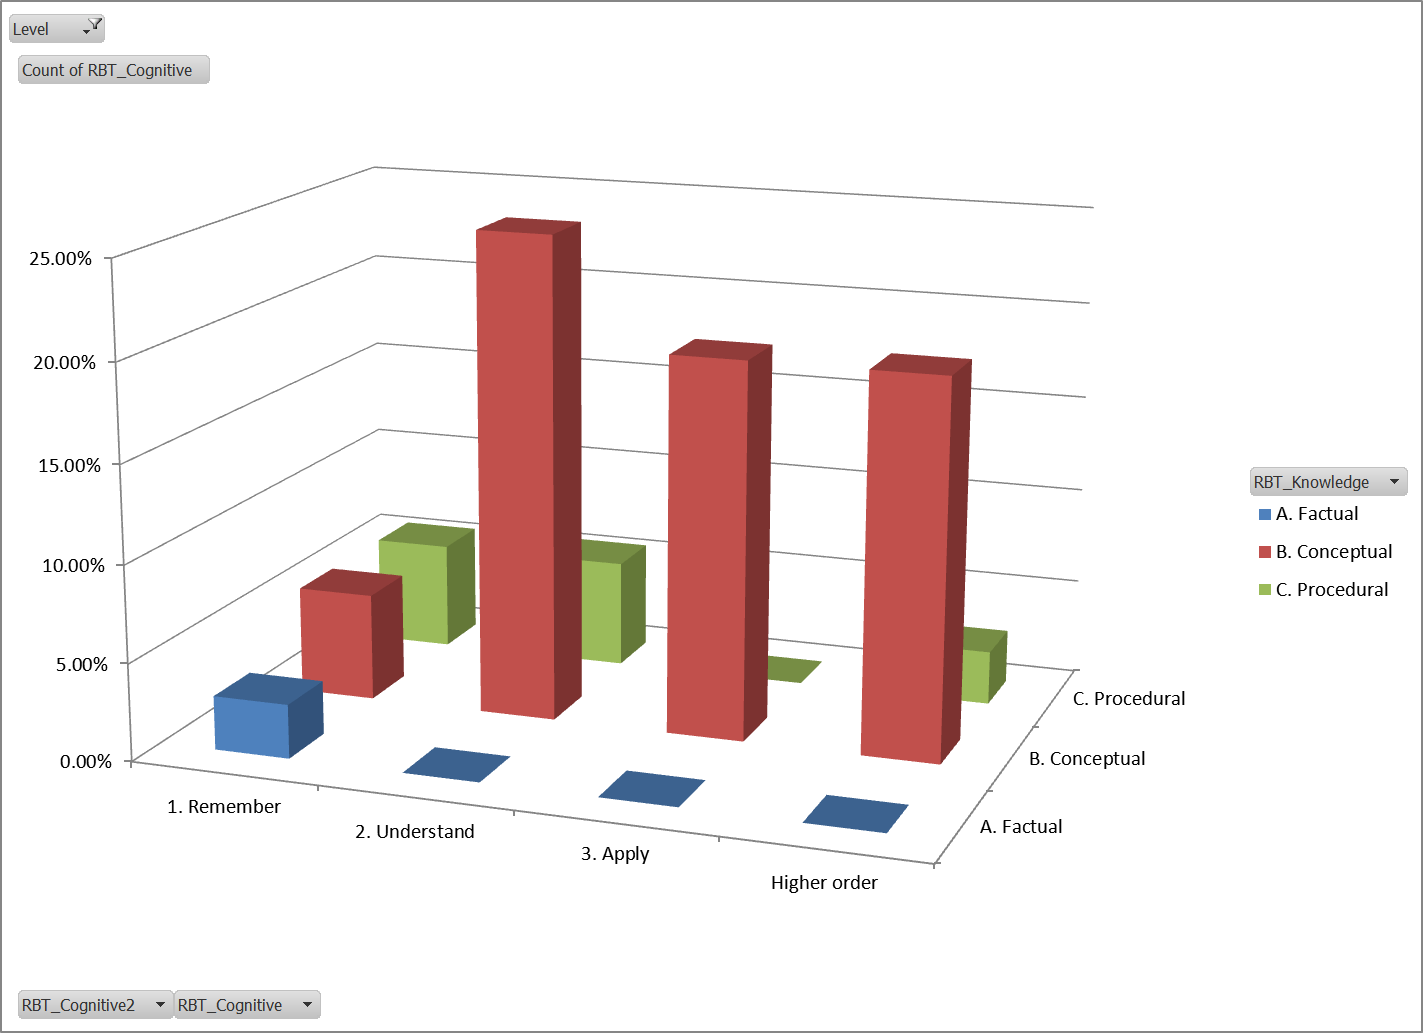 Level
Count of RBT_Cognitive
25.00%
20.00%
15.00%
10.00%
5.00%
0.00%
1. Remember
2. Understand
3. Apply
Higher order
A. Factual
B. Conceptual
C. Procedural
RBT_Knowledge
A. Factual
B. Conceptual
C. Procedural
RBT_Cognitive2 RBT_Cognitive